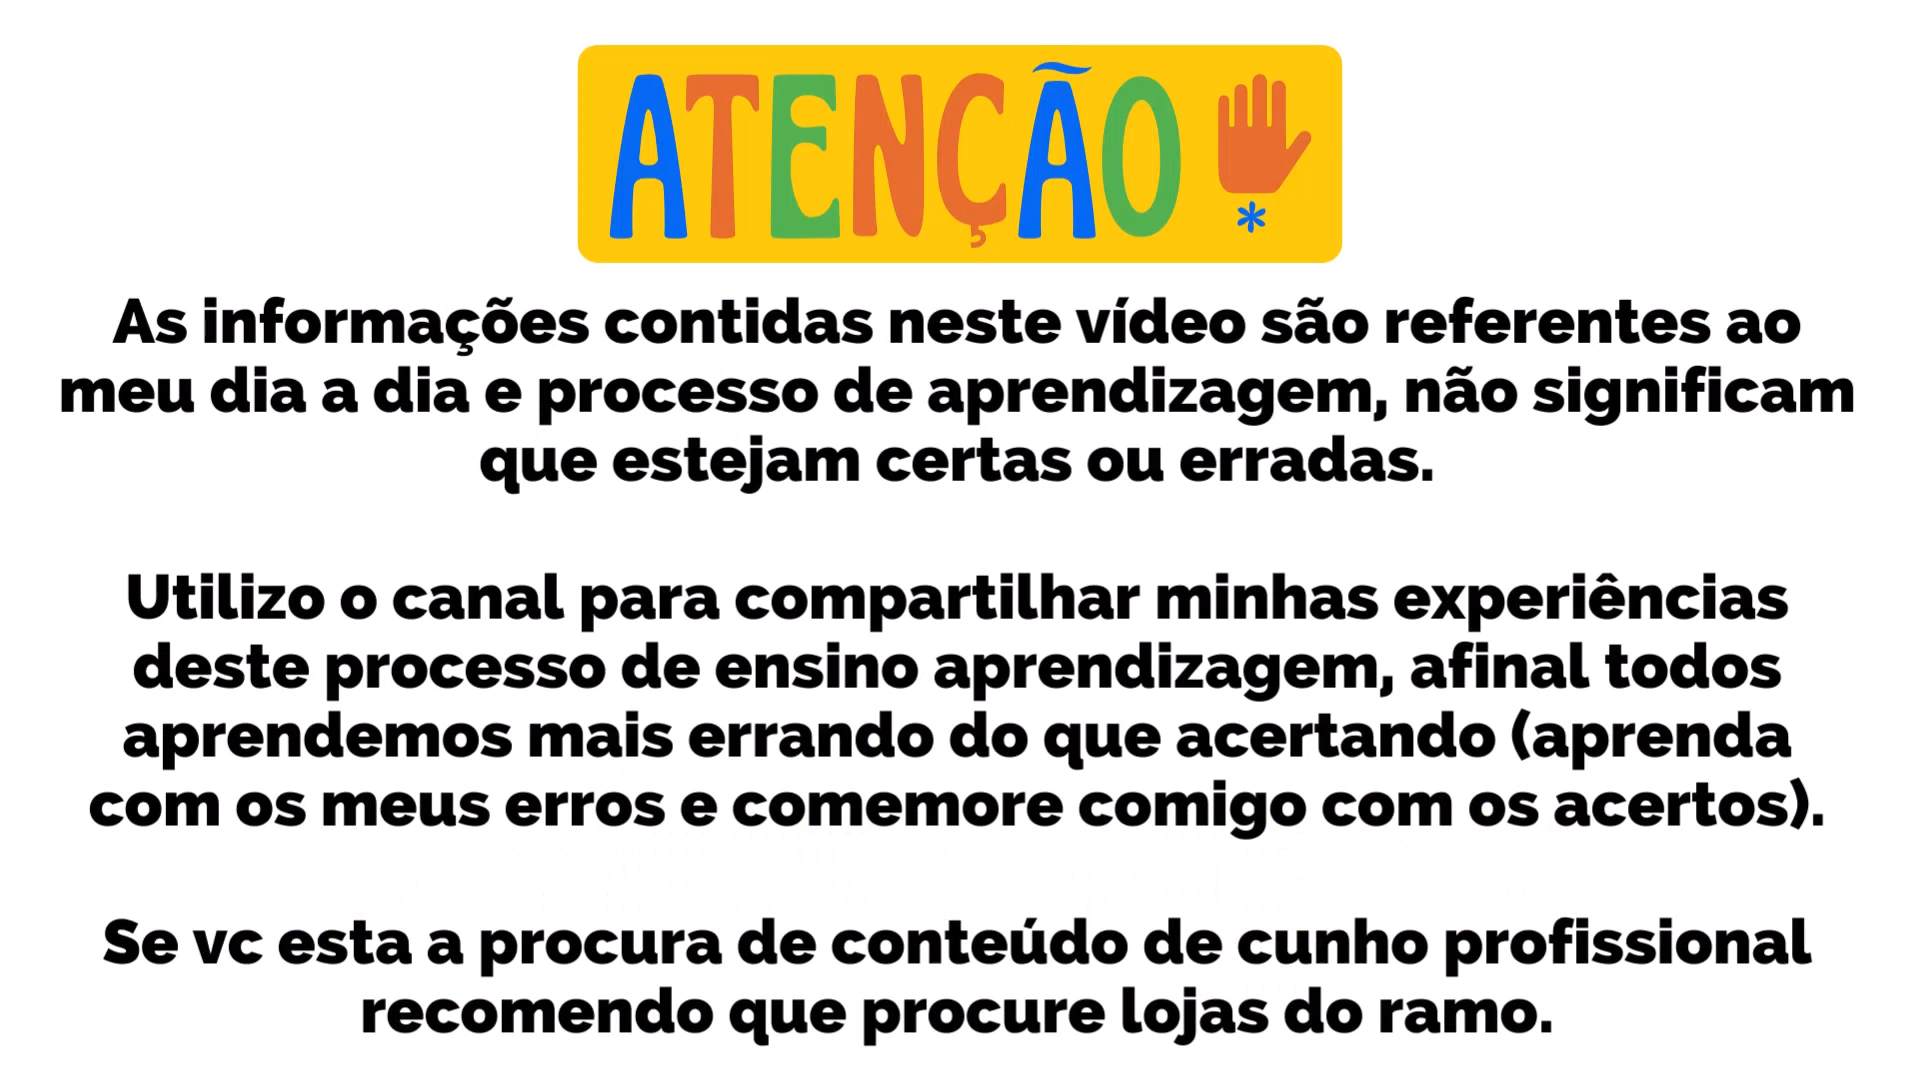 ATENÇÃO
As informações contidas neste vídeo são referentes ao
meu dia a dia e processo de aprendizagem, não significam
que estejam certas ou erradas.
Utilizo o canal para compartilhar minhas experiências
deste processo de ensino aprendizagem, afinal todos
aprendemos mais errando do que acertando (aprenda
com os meus erros e comemore comigo com os acertos).
Se vc esta a procura de conteúdo de cunho profissional
recomendo que procure lojas do ramo.